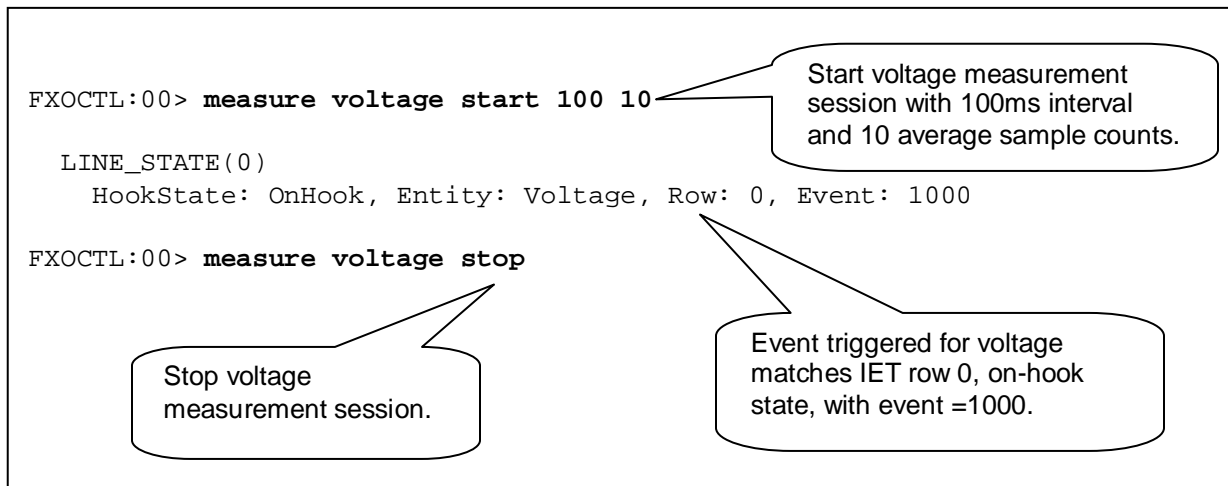 FXOCTL:00> measure voltage start 100 10
Start voltage measurement
session with 100ms interval
and 10 average sample counts.
LINE_STATE(0)
HookState: OnHook, Entity: Voltage, Row: 0, Event: 1000
FXOCTL:00> measure voltage stop
Stop voltage
measurement session.
Event triggered for voltage
matches IET row 0, on-hook
state, with event =1000.